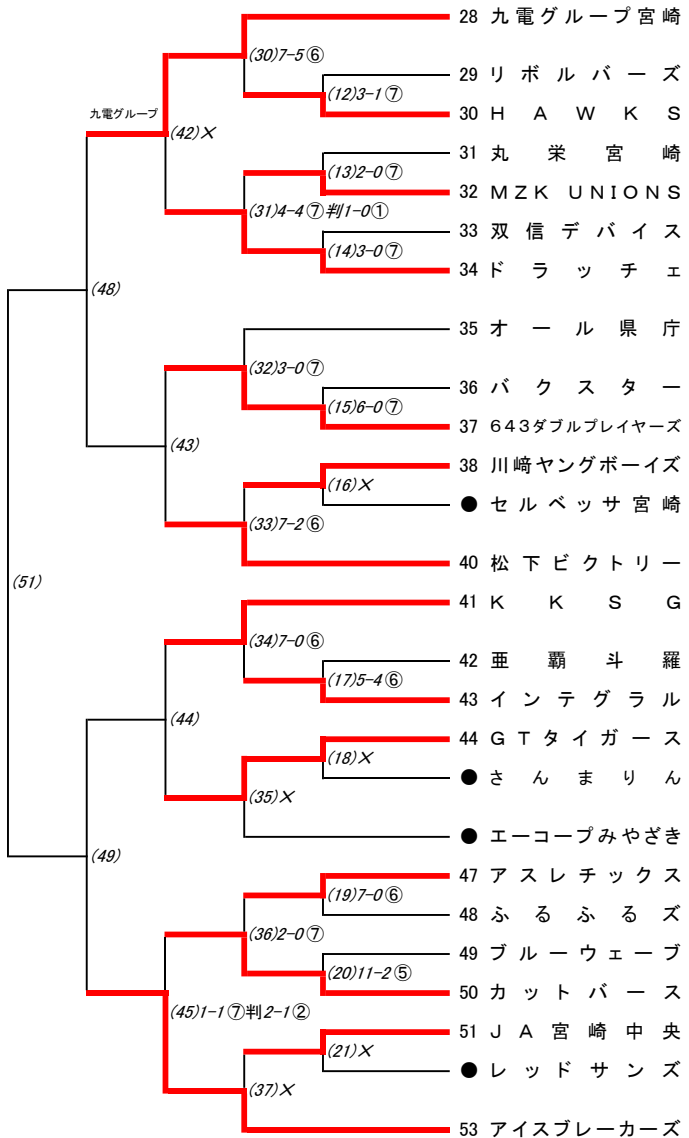 28 九電グループ宮崎
(30)7-5⑥
29 リボルバーズ
(12)3-1⑦
30 ＨＡＷＫＳ
九電グループ
(42)×
31 丸栄宮崎
(13)2-0⑦
32 ＭＺＫ ＵＮＩＯＮＳ
(31)4-4⑦判1-0①
33 双信デバイス
(14)3-0⑦
34 ドラッチェ
(48)
35 オール県庁
(32)3-0⑦
36 バクスター
(15)6-0⑦
37 ６４３ダブルプレイヤーズ
(43)
38 川﨑ヤングボーイズ
(16)×
● セルベッサ宮崎
(33)7-2⑥
40 松下ビクトリー
(51)
41 ＫＫＳＧ
(34)7-0⑥
42 亜覇斗羅
(17)5-4⑥
43 インテグラル
(44)
44 ＧＴタイガース
(18)×
● さんまりん
(35)×
● エーコープみやざき
(49)
47 アスレチックス
(19)7-0⑥
48 ふるふるズ
(36)2-0⑦
49 ブルーウェーブ
(20)11-2⑤
50 カットバース
(45)1-1⑦判2-1②
51 ＪＡ宮崎中央
(21)×
● レッドサンズ
(37)×
53 アイスブレーカーズ